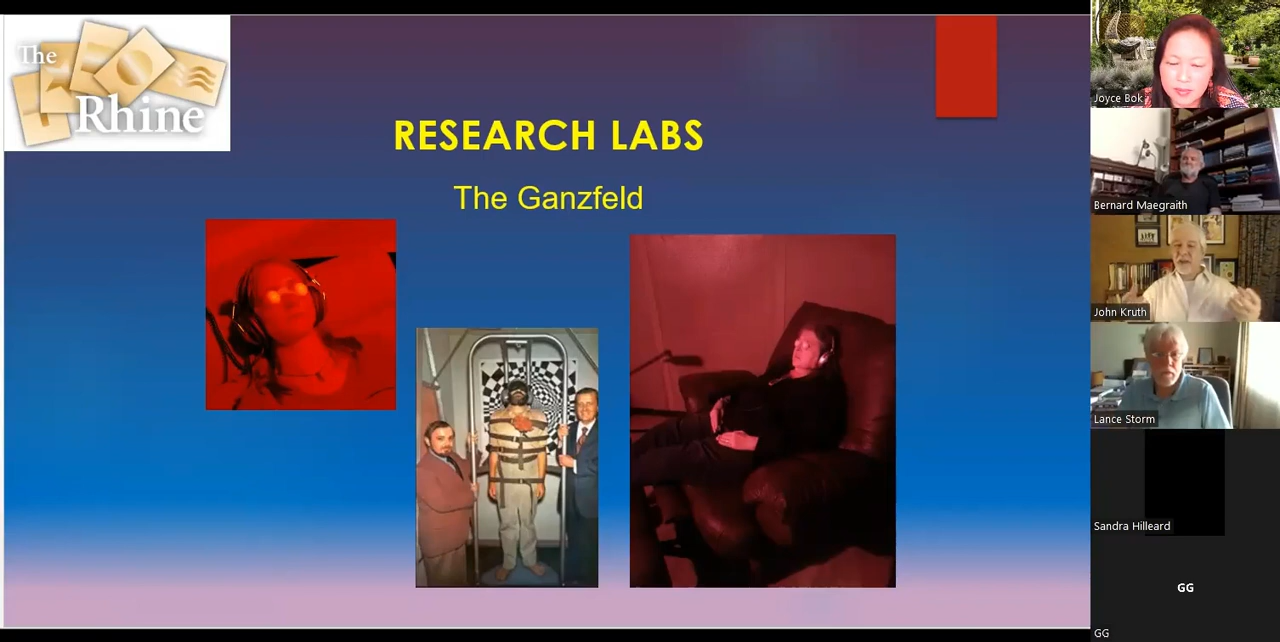 The
Rhine
RESEARCH LABS
The Ganzfeld
Joyce Bok
Bernard Maegraith
John Kruth
Lance Storm
Sandra Hilleard
GG
GG